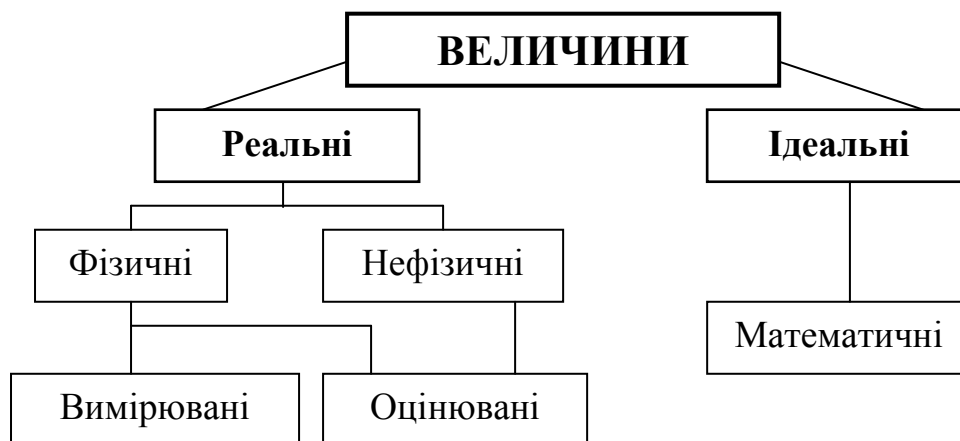 ВЕЛИЧИНИ
Реальні
Ідеальні
Фізичні
Нефізичні
Математичні
Вимірювані
Оцінювані